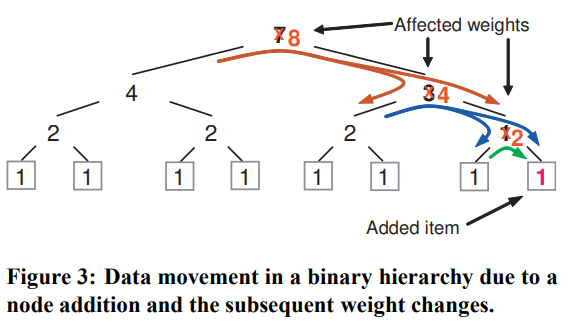 7 8 Affected weights
4 3 4
2 2 2 1 2
1 1 1 1 1 1 1 1
Added item
Figure 3: Data movement in a binary hierarchy due to a
node addition and the subsequent weight changes.